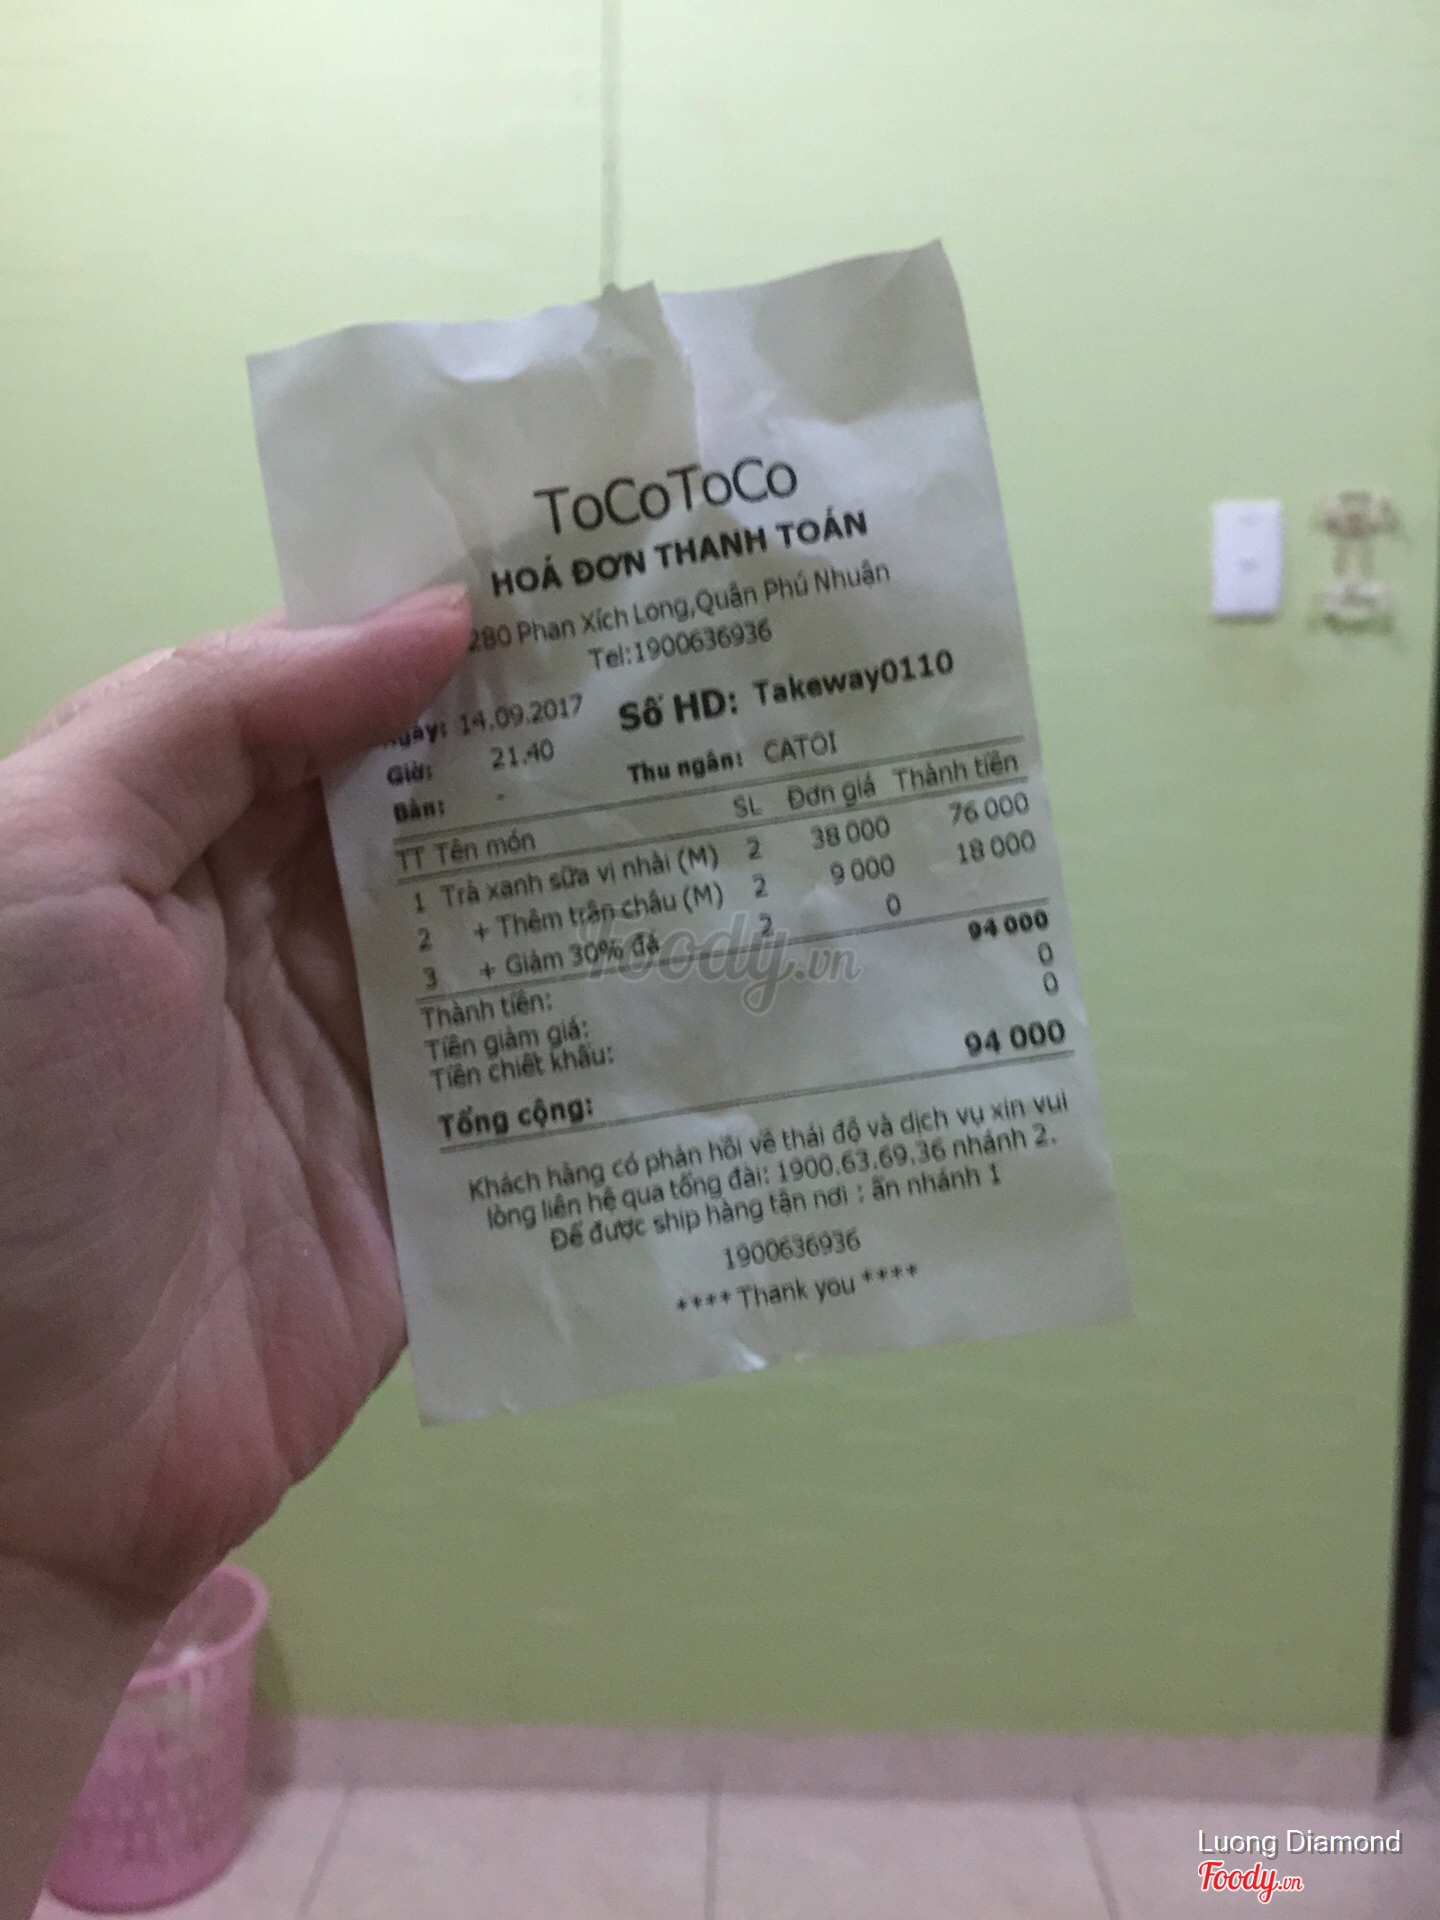 ToCoToCo
HOÁ ĐƠN THANH TOÁN
280 Phan Xích Long,Quận Phú Nhuận
Tel:1900636936
Ngày: 14.09.2017 Số HD: Takeway0110
Giờ: 21.40 Thu ngân: CATOI
Bàn: -
TT Tên món SL Đơn giá Thành tiền
1 Trà xanh sữa vị nhài (M) 2 38 000 76 000
2 + Thêm trân châu (M) 2 9 000 18 000
3 + Giảm 30% đá 2 0
Thành tiền: 94 000
Tiền giảm giá: 0
Tiền chiết khấu: 0
Tổng cộng: 94 000
Khách hàng có phản hồi về thái độ và dịch vụ xin vui
lòng liên hệ qua tổng đài: 1900.63.69.36 nhánh 2.
Để được ship hàng tận nơi : ấn nhánh 1
1900636936
**** Thank you ****
Foody.vn
Luong Diamond
Foody.vn